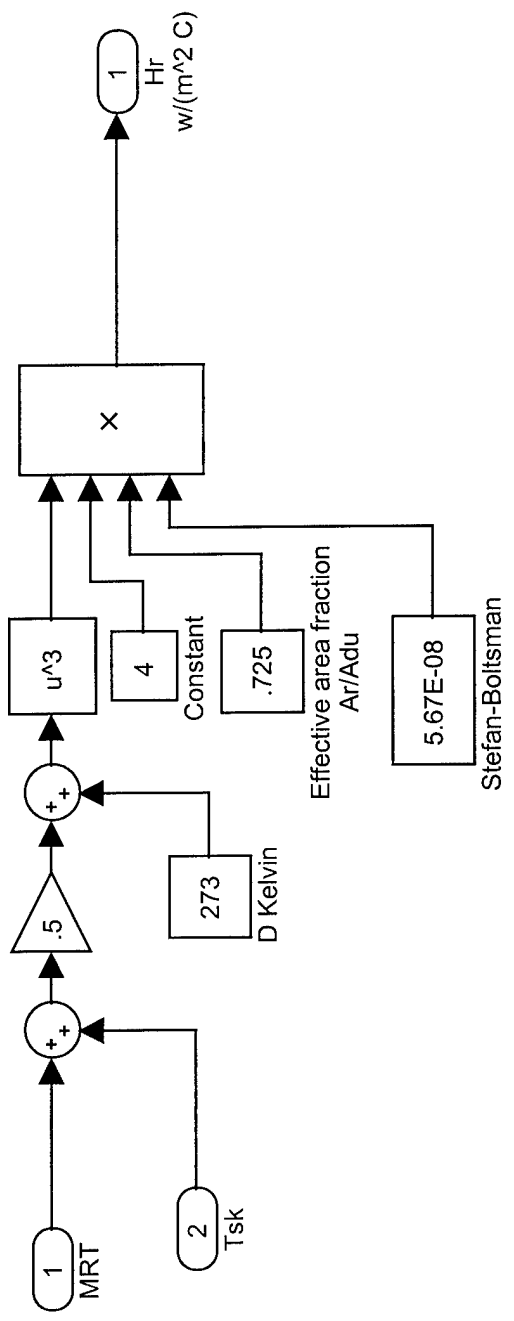 1
MRT
2
Tsk
+
+
.5
+
+
273
D Kelvin
u^3
4
Constant
.725
Effective area fraction
Ar/Adu
5.67E-08
Stefan-Boltsman
×
1
Hr
w/(m^2 C)